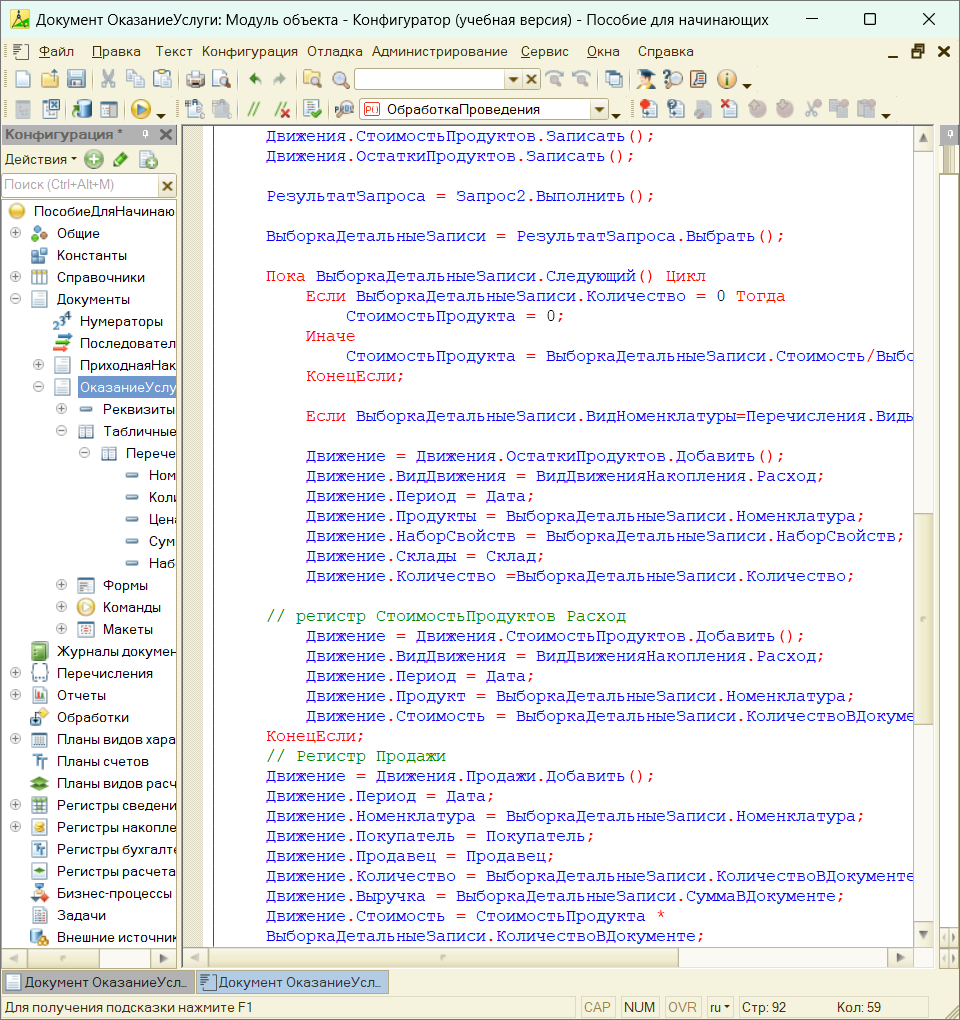 Документ ОказаниеУслуги: Модуль объекта - Конфигуратор (учебная версия) - Пособие для начинающих
Файл Правка Текст Конфигурация Отладка Администрирование Сервис Окна Справка
ОбработкаПроведения
Конфигурация *
Действия
Поиск (Ctrl+Alt+M)
ПособиеДляНачинаю
Общие
Константы
Справочники
Документы
Нумераторы
Последовател
ПриходнаяНак
ОказаниеУслу
Реквизиты
Табличные
Перече
Ном
Коли
Цена
Сум
Наб
Формы
Команды
Макеты
Журналы докумен
Перечисления
Отчеты
Обработки
Планы видов хара
Планы счетов
Планы видов расч
Регистры сведени
Регистры накопле
Регистры бухгалте
Регистры расчета
Бизнес-процессы
Задачи
Внешние источник
Движения.СтоимостьПродуктов.Записать();
Движения.ОстаткиПродуктов.Записать();
РезультатЗапроса = Запрос2.Выполнить();
ВыборкаДетальныеЗаписи = РезультатЗапроса.Выбрать();
Пока ВыборкаДетальныеЗаписи.Следующий() Цикл
Если ВыборкаДетальныеЗаписи.Количество = 0 Тогда
СтоимостьПродукта = 0;
Иначе
СтоимостьПродукта = ВыборкаДетальныеЗаписи.Стоимость/Выбо
КонецЕсли;
Если ВыборкаДетальныеЗаписи.ВидНоменклатуры=Перечисления.Виды
Движение = Движения.ОстаткиПродуктов.Добавить();
Движение.ВидДвижения = ВидДвиженияНакопления.Расход;
Движение.Период = Дата;
Движение.Продукты = ВыборкаДетальныеЗаписи.Номенклатура;
Движение.НаборСвойств = ВыборкаДетальныеЗаписи.НаборСвойств;
Движение.Склады = Склад;
Движение.Количество =ВыборкаДетальныеЗаписи.Количество;
// регистр СтоимостьПродуктов Расход
Движение = Движения.СтоимостьПродуктов.Добавить();
Движение.ВидДвижения = ВидДвиженияНакопления.Расход;
Движение.Период = Дата;
Движение.Продукт = ВыборкаДетальныеЗаписи.Номенклатура;
Движение.Стоимость = ВыборкаДетальныеЗаписи.КоличествоВДокуме
КонецЕсли;
// Регистр Продажи
Движение = Движения.Продажи.Добавить();
Движение.Период = Дата;
Движение.Номенклатура = ВыборкаДетальныеЗаписи.Номенклатура;
Движение.Покупатель = Покупатель;
Движение.Продавец = Продавец;
Движение.Количество = ВыборкаДетальныеЗаписи.КоличествоВДокументе
Движение.Выручка = ВыборкаДетальныеЗаписи.СуммаВДокументе;
Движение.Стоимость = СтоимостьПродукта *
ВыборкаДетальныеЗаписи.КоличествоВДокументе;
Документ ОказаниеУсл... Документ ОказаниеУсл...
Для получения подсказки нажмите F1 CAP NUM OVR ru Стр: 92 Кол: 59